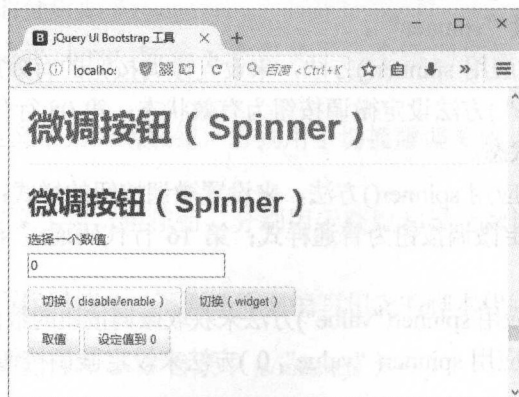 jQuery UI Bootstrap 工具
localho:
百度 <Ctrl+K
微调按钮 ( Spinner )
微调按钮 ( Spinner )
选择一个数值:
0
切换 ( disable/enable ) 切换 ( widget )
取值 设定值到 0